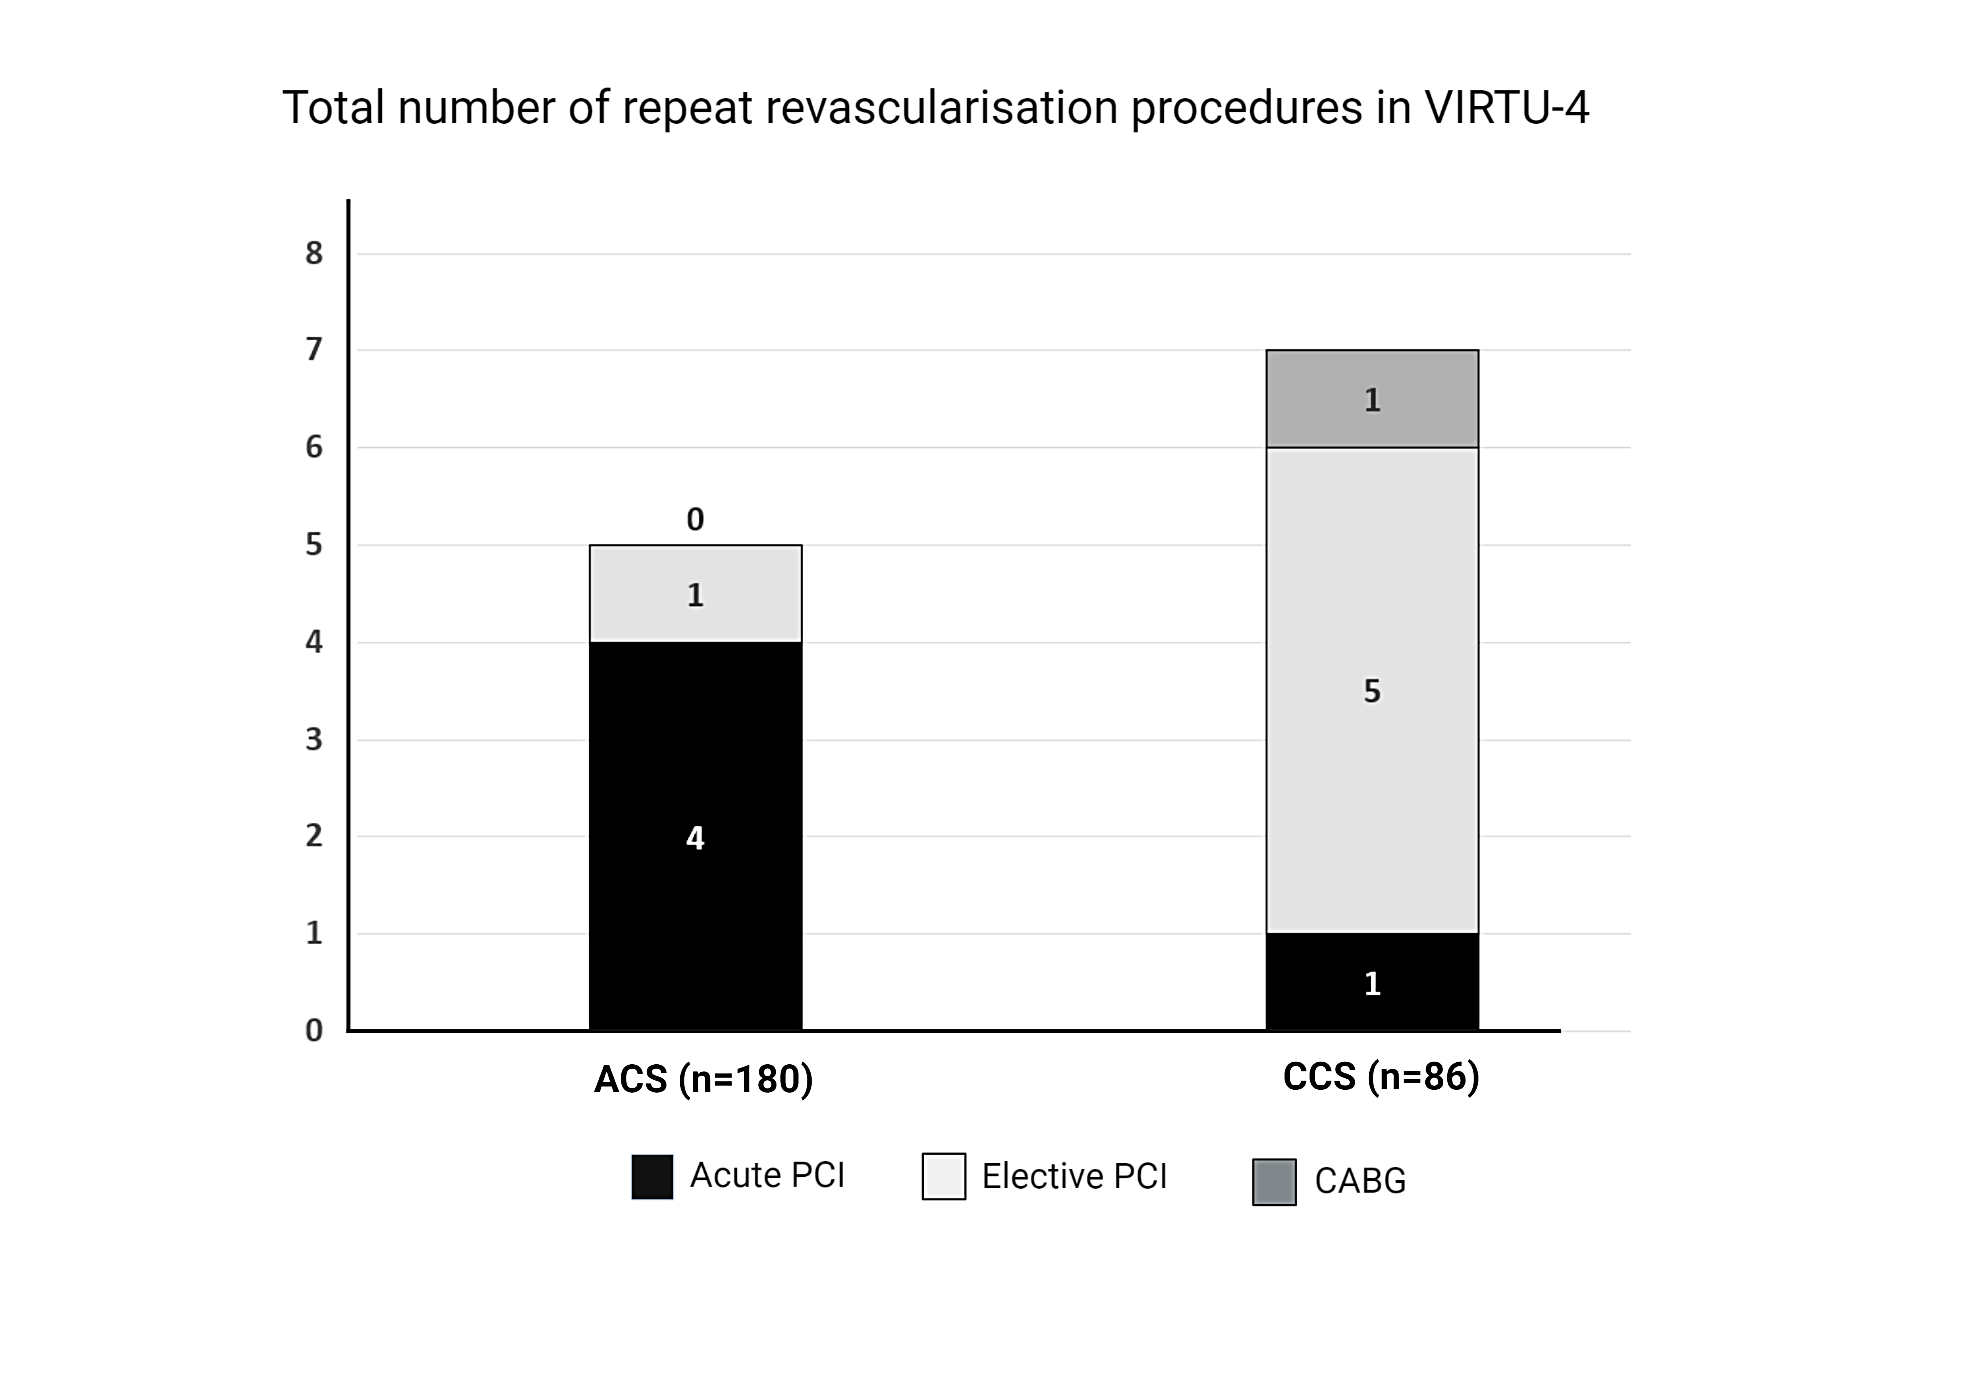 Total number of repeat revascularisation procedures in VIRTU-4
8
7
1
6
0
5
1
5
4
3
4
2
1
1
0
ACS (n=180)
CCS (n=86)
Acute PCI
Elective PCI
CABG